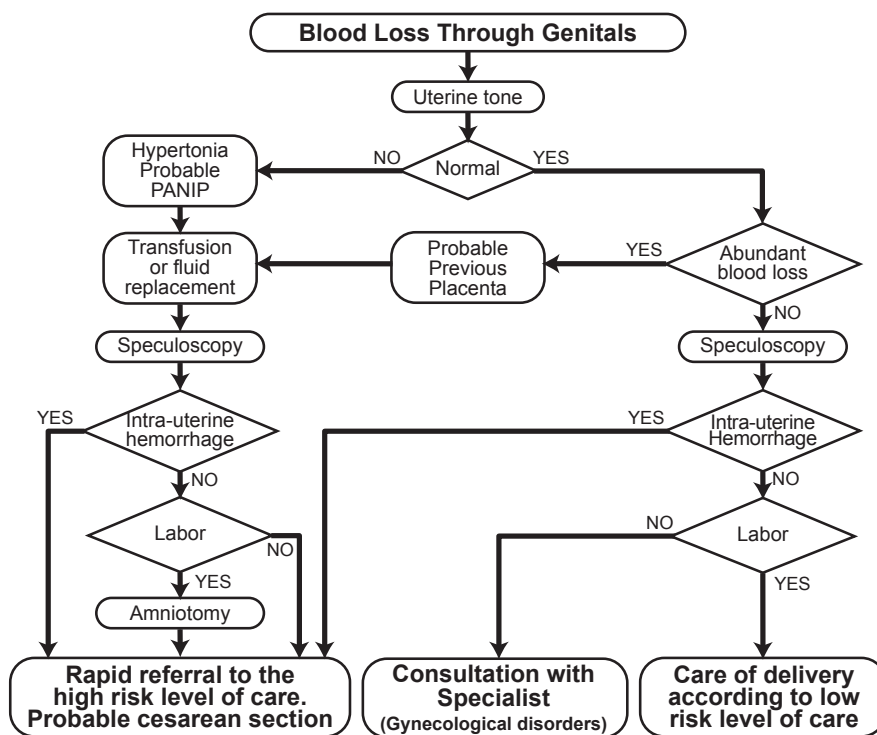 Blood Loss Through Genitals
Uterine tone
Normal
NO
YES
Hypertonia
Probable
PANIP
Transfusion
or fluid
replacement
Probable
Previous
Placenta
YES
Abundant
blood loss
NO
Speculoscopy
Speculoscopy
YES
Intra-uterine
hemorrhage
YES
Intra-uterine
Hemorrhage
NO
NO
Labor
NO
NO
Labor
YES
YES
Amniotomy
Rapid referral to the
high risk level of care.
Probable cesarean section
Consultation with
Specialist
(Gynecological disorders)
Care of delivery
according to low
risk level of care